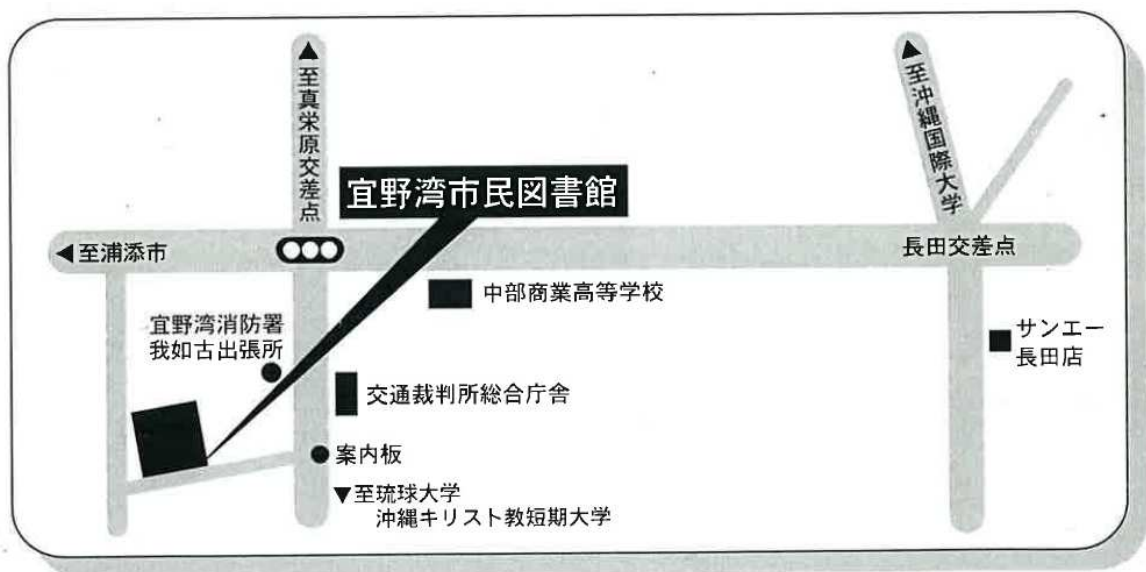 ▲至真栄原交差点
▲至沖縄国際大学
宜野湾市民図書館
◀至浦添市
長田交差点
中部商業高等学校
宜野湾消防署
我如古出張所
サンエー
長田店
交通裁判所総合庁舎
案内板
▼至琉球大学
沖縄キリスト教短期大学